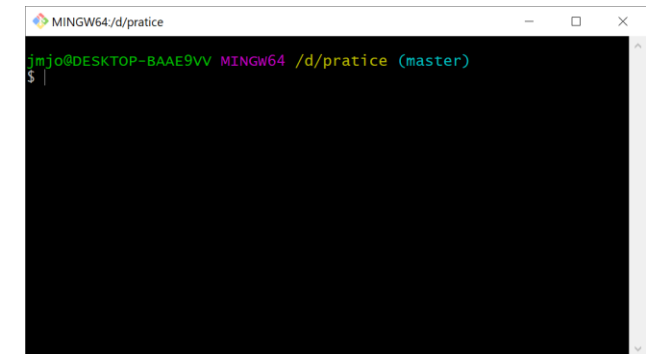 MINGW64:/d/pratice
jmjo@DESKTOP-BAAE9VV MINGW64 /d/pratice (master)
$